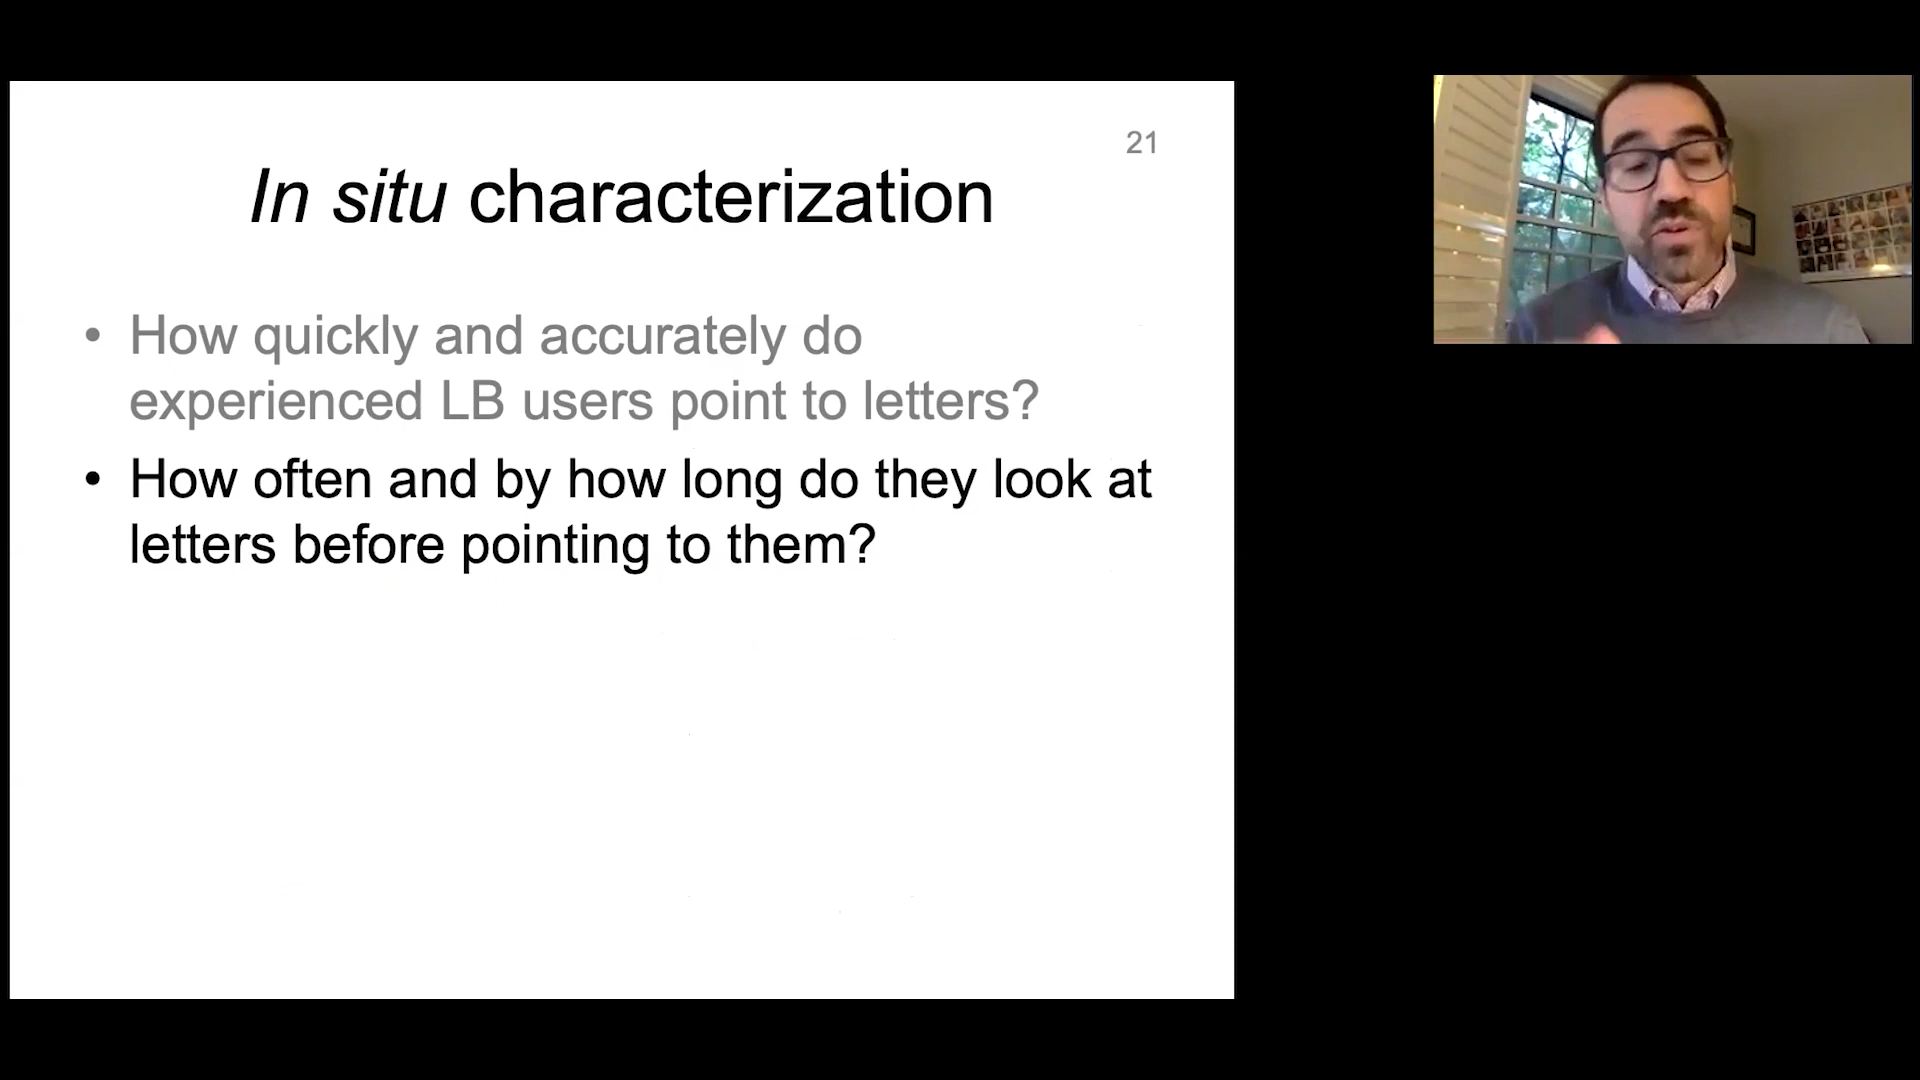 21
In situ characterization
• How quickly and accurately do
experienced LB users point to letters?
• How often and by how long do they look at
letters before pointing to them?